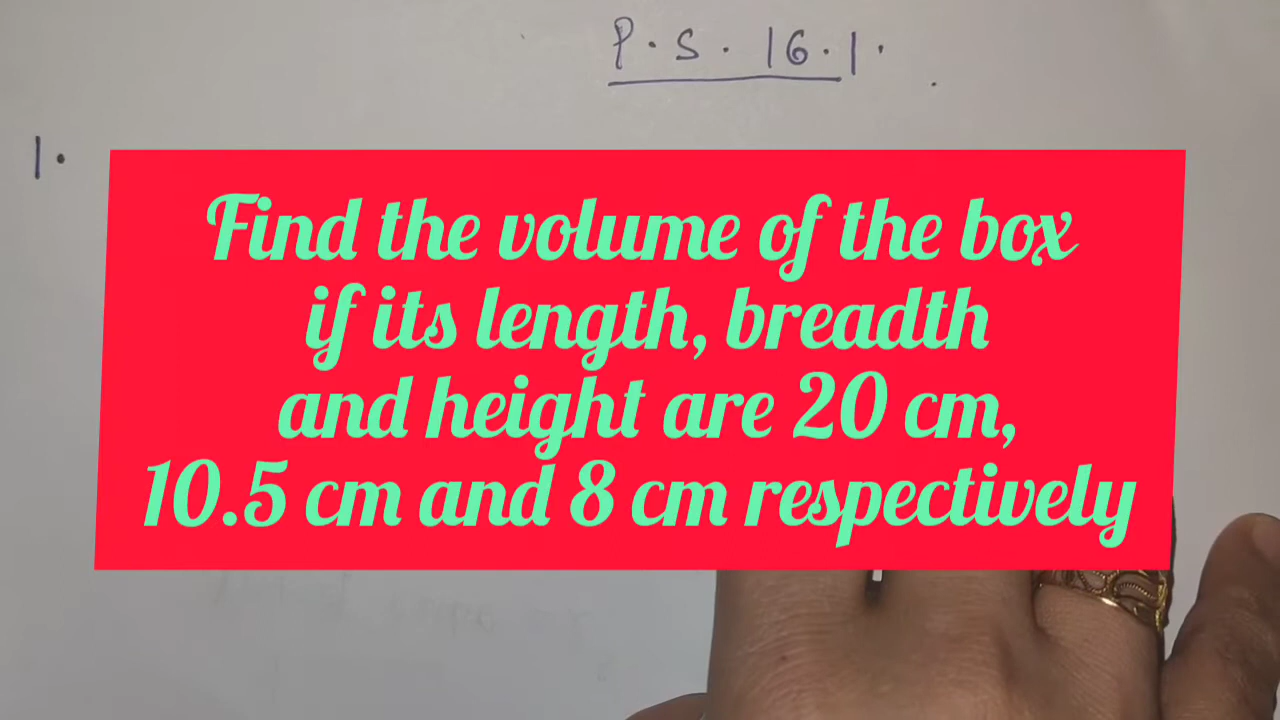 P. S. 16.1.
1.
Find the volume of the box
if its length, breadth
and height are 20 cm,
10.5 cm and 8 cm respectively